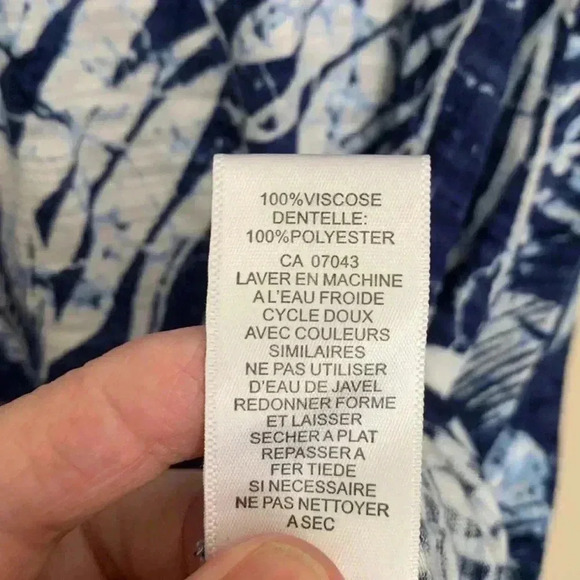 100%VISCOSE
DENTELLE:
100%POLYESTER
CA 07043
LAVER EN MACHINE
A L'EAU FROIDE
CYCLE DOUX
AVEC COULEURS
SIMILAIRES
NE PAS UTILISER
D'EAU DE JAVEL
REDONNER FORME
ET LAISSER
SECHER A PLAT
REPASSER A
FER TIEDE
SI NECESSAIRE
NE PAS NETTOYER
A SEC